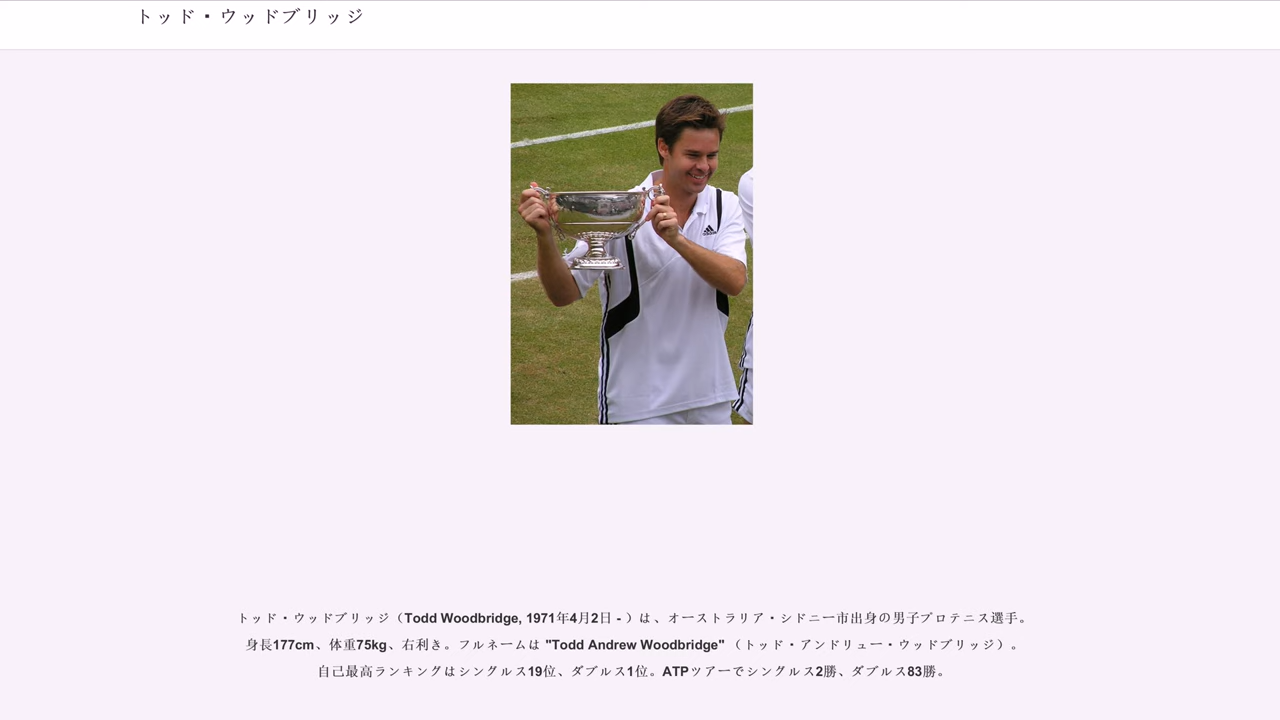 トッド・ウッドブリッジ
adidas
トッド・ウッドブリッジ（Todd Woodbridge, 1971年4月2日 - ）は、オーストラリア・シドニー市出身の男子プロテニス選手。
身長177cm、体重75kg、右利き。フルネームは "Todd Andrew Woodbridge" （トッド・アンドリュー・ウッドブリッジ）。
自己最高ランキングはシングルス19位、ダブルス1位。ATPツアーでシングルス2勝、ダブルス83勝。